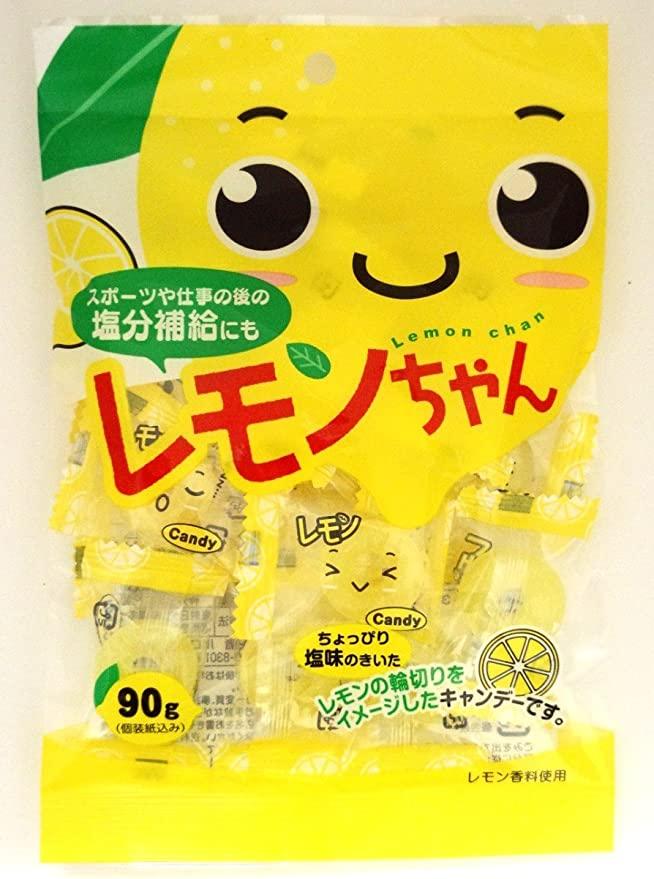 スポーツや仕事の後の
塩分補給にも
Lemon chan
レモンちゃん
レモン
Candy
Candy
ちょっぴり
塩味のきいた
レモンの輪切りを
イメージしたキャンデーです。
90g
(個装紙込み)
レモン香料使用